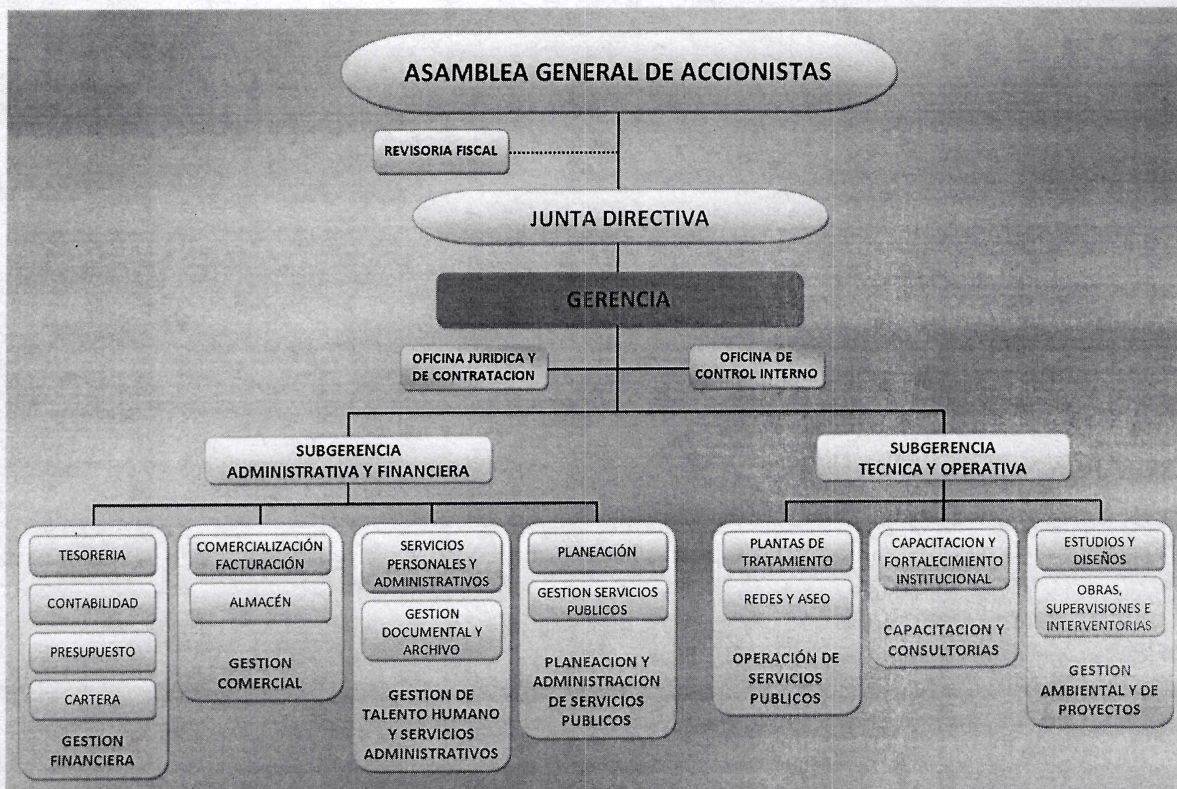 ASAMBLEA GENERAL DE ACCIONISTAS
REVISORIA FISCAL
JUNTA DIRECTIVA
GERENCIA
OFICINA JURIDICA Y
DE CONTRATACION
OFICINA DE
CONTROL INTERNO
SUBGERENCIA
ADMINISTRATIVA Y FINANCIERA
SUBGERENCIA
TECNICA Y OPERATIVA
TESORERIA
CONTABILIDAD
PRESUPUESTO
CARTERA
GESTION
FINANCIERA
COMERCIALIZACIÓN
FACTURACIÓN
ALMACÉN
GESTION
COMERCIAL
SERVICIOS
PERSONALES Y
ADMINISTRATIVOS
GESTION
DOCUMENTAL Y
ARCHIVO
GESTION DE
TALENTO HUMANO
Y SERVICIOS
ADMINISTRATIVOS
PLANEACIÓN
GESTION SERVICIOS
PUBLICOS
PLANEACION Y
ADMINISTRACION
DE SERVICIOS
PUBLICOS
PLANTAS DE
TRATAMIENTO
REDES Y ASEO
OPERACIÓN DE
SERVICIOS
PUBLICOS
CAPACITACION Y
FORTALECIMIENTO
INSTITUCIONAL
CAPACITACION Y
CONSULTORIAS
ESTUDIOS Y
DISEÑOS
OBRAS,
SUPERVISIONES E
INTERVENTORIAS
GESTION
AMBIENTAL Y DE
PROYECTOS